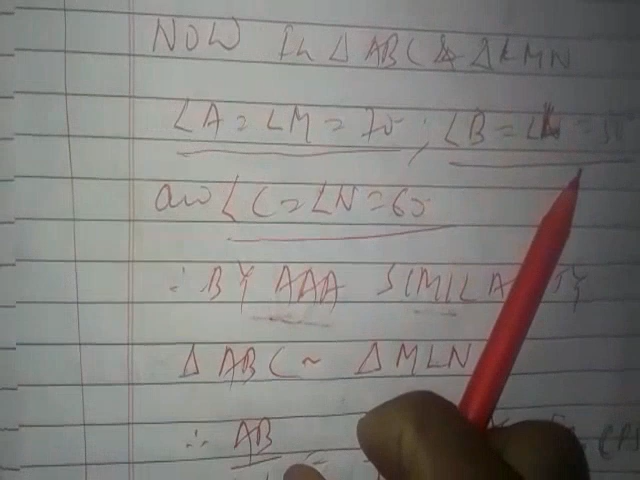 NOW In Δ ABC & Δ LMN
∠A = ∠M = 70° ; ∠B = ∠L = 50°
and ∠C = ∠N = 60°
∴ BY AAA SIMILARITY
Δ ABC ~ Δ MLN
∴ AB